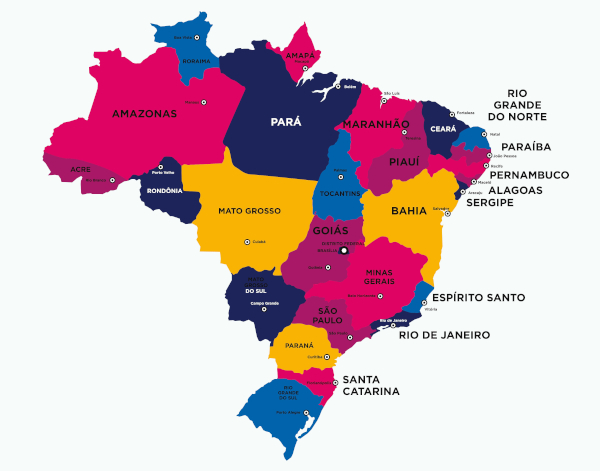 Boa Vista
RORAIMA
AMAPÁ
Macapá
Belém
AMAZONAS
Manaus
PARÁ
São Luís
MARANHÃO
Teresina
CEARÁ
Fortaleza
RIO
GRANDE
DO NORTE
Natal
PARAÍBA
João Pessoa
PIAUÍ
Recife
PERNAMBUCO
Maceió
ALAGOAS
Aracaju
SERGIPE
ACRE
Rio Branco
Porto Velho
RONDÔNIA
Palmas
TOCANTINS
MATO GROSSO
Cuiabá
BAHIA
Salvador
GOIÁS
DISTRITO FEDERAL
BRASÍLIA
Goiânia
MINAS
GERAIS
Belo Horizonte
ESPÍRITO SANTO
Vitória
DO SUL
Campo Grande
SÃO
PAULO
São Paulo
Rio de Janeiro
RIO DE JANEIRO
PARANÁ
Curitiba
SANTA
CATARINA
Florianópolis
RIO
GRANDE
DO SUL
Porto Alegre